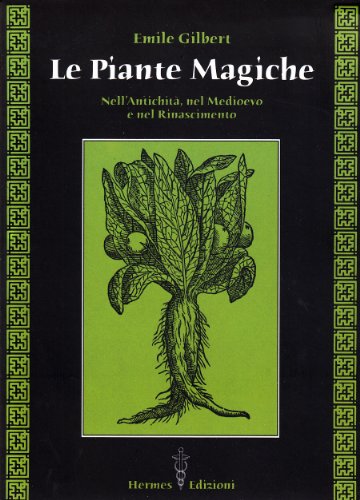 Emile Gilbert
Le Piante Magiche
Nell'Antichità, nel Medioevo
e nel Rinascimento
Hermes Edizioni